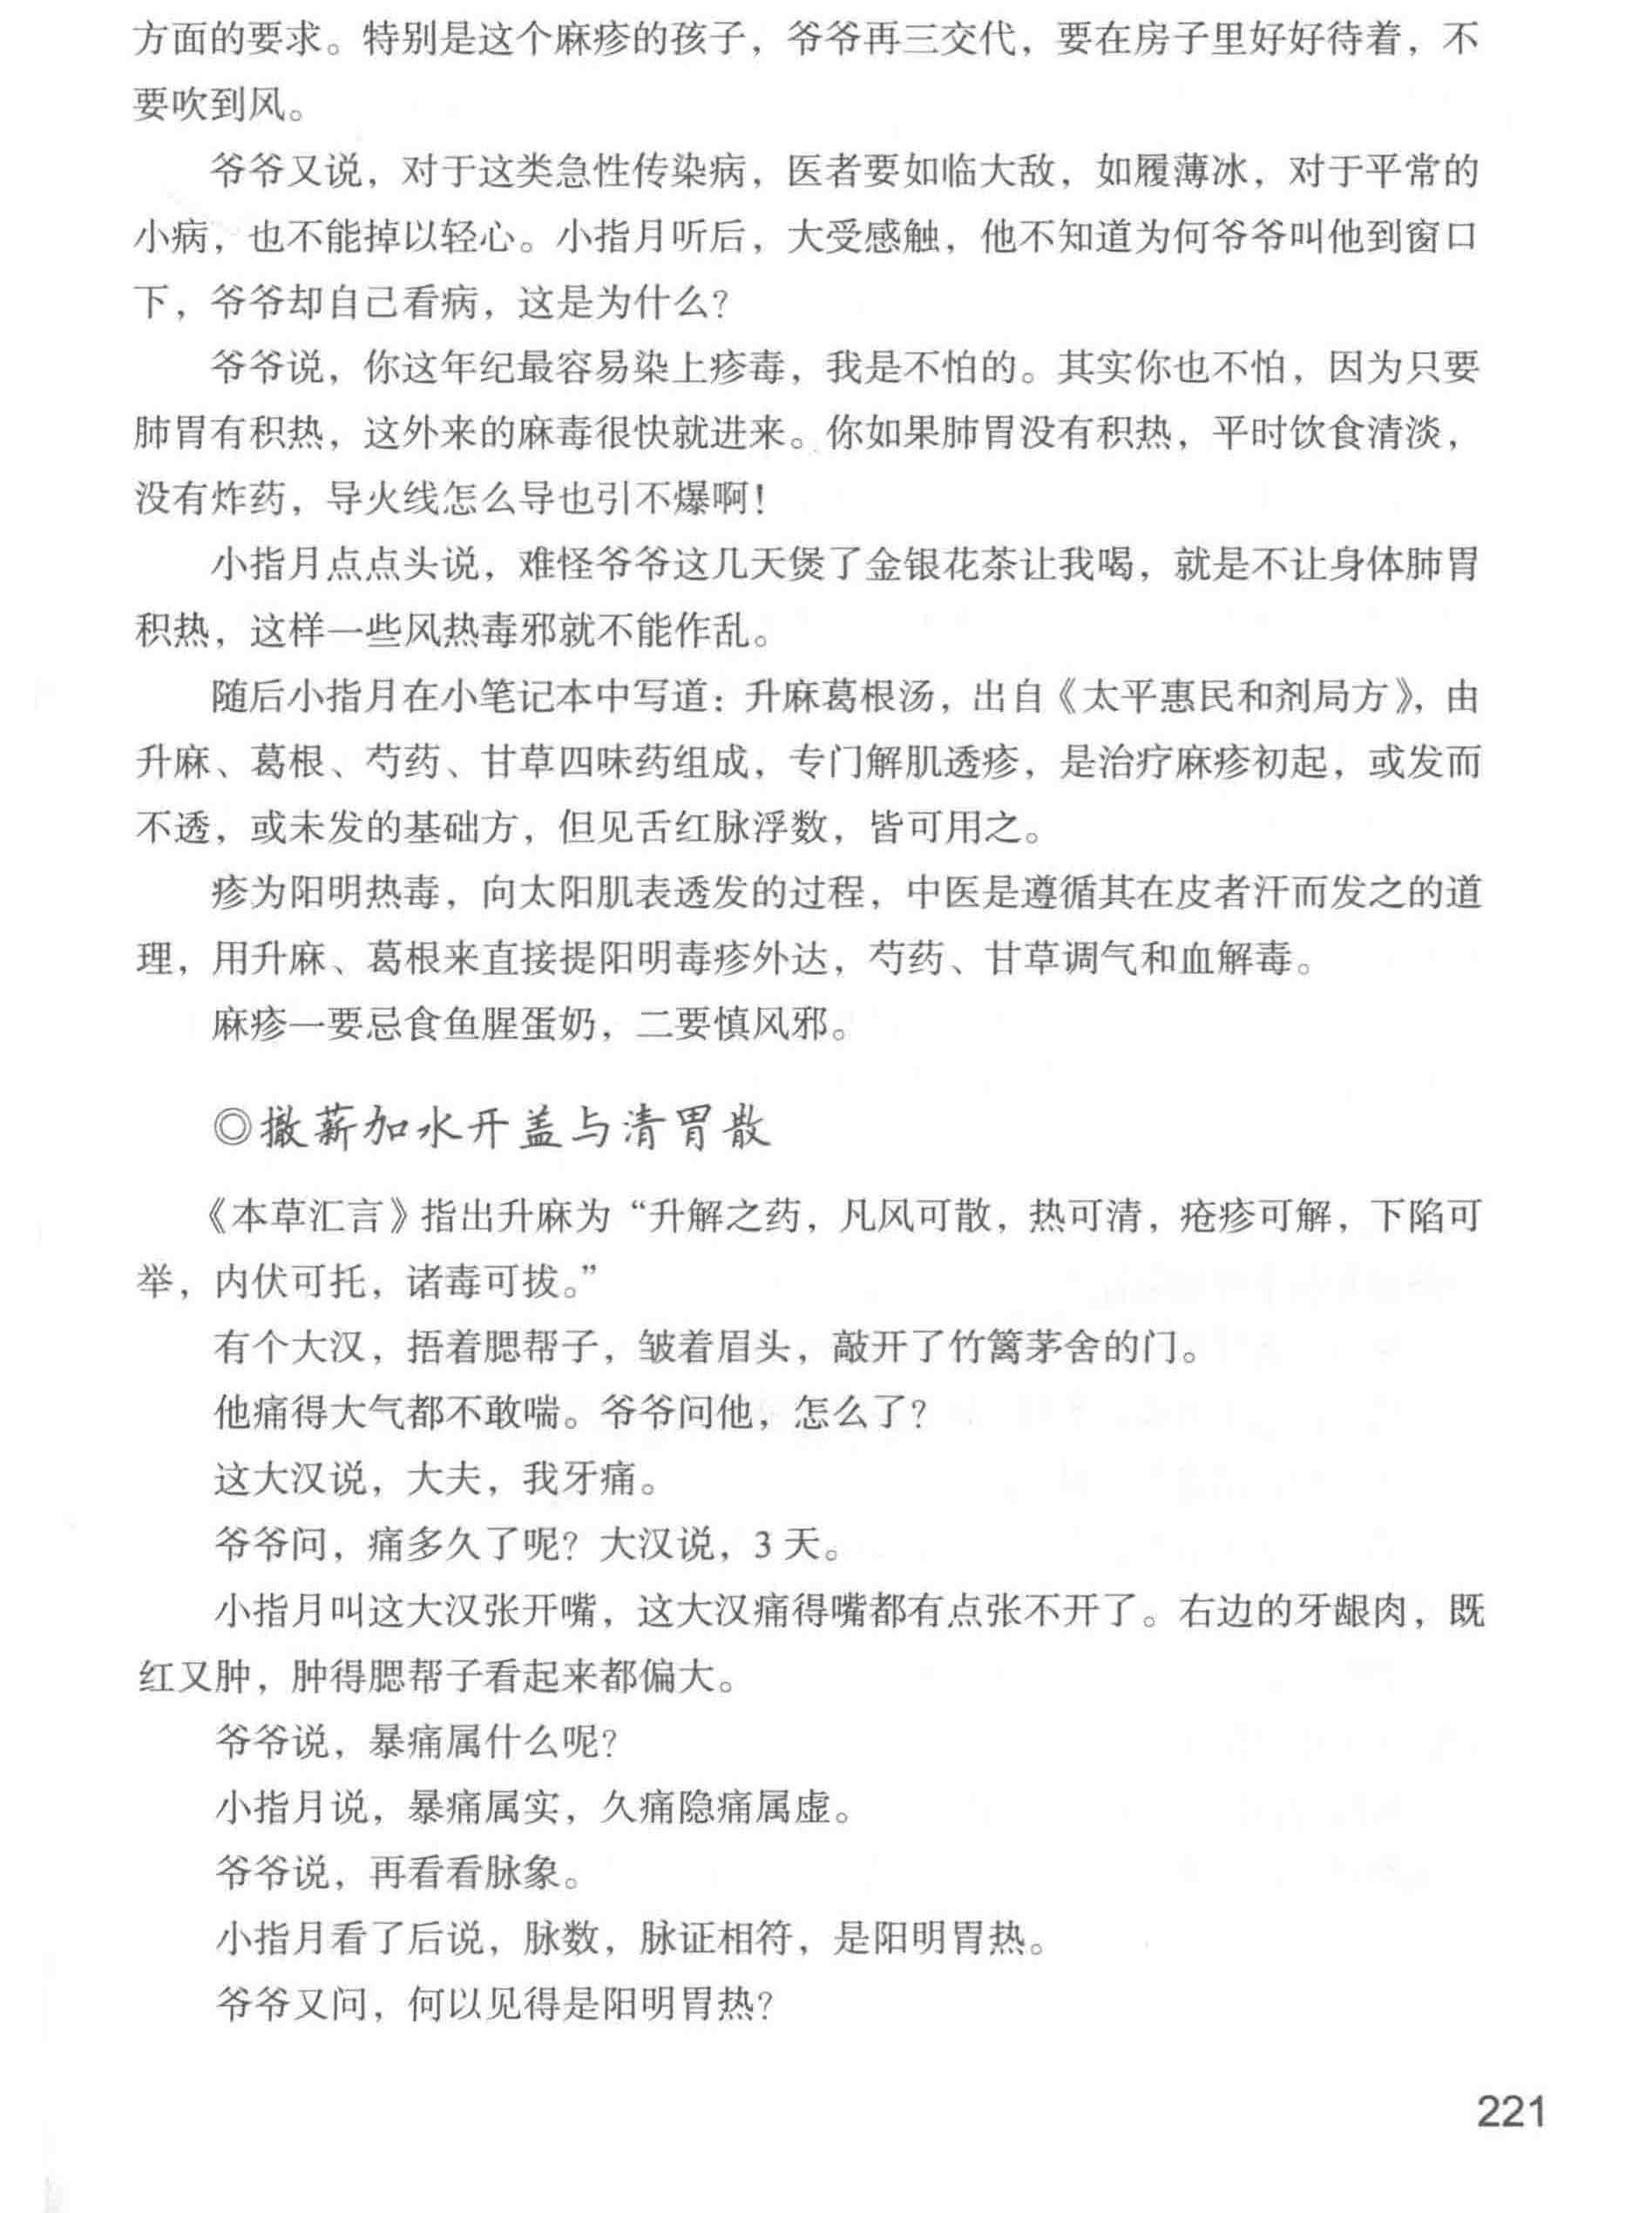 方面的要求。特别是这个麻疹的孩子，爷爷再三交代，要在房子里好好待着，不
要吹到风。
爷爷又说，对于这类急性传染病，医者要如临大敌，如履薄冰，对于平常的
小病，也不能掉以轻心。小指月听后，大受感触，他不知道为何爷爷叫他到窗口
下，爷爷却自己看病，这是为什么？
爷爷说，你这年纪最容易染上疹毒，我是不怕的。其实你也不怕，因为只要
肺胃有积热，这外来的麻毒很快就进来。你如果肺胃没有积热，平时饮食清淡，
没有炸药，导火线怎么导也引不爆啊！
小指月点点头说，难怪爷爷这几天煲了金银花茶让我喝，就是不让身体肺胃
积热，这样一些风热毒邪就不能作乱。
随后小指月在小笔记本中写道：升麻葛根汤，出自《太平惠民和剂局方》，由
升麻、葛根、芍药、甘草四味药组成，专门解肌透疹，是治疗麻疹初起，或发而
不透，或未发的基础方，但见舌红脉浮数，皆可用之。
疹为阳明热毒，向太阳肌表透发的过程，中医是遵循其在皮者汗而发之的道
理，用升麻、葛根来直接提阳明毒疹外达，芍药、甘草调气和血解毒。
麻疹一要忌食鱼腥蛋奶，二要慎风邪。
◎撤薪加水开盖与清胃散
《本草汇言》指出升麻为“升解之药，凡风可散，热可清，疮疹可解，下陷可
举，内伏可托，诸毒可拔。”
有个大汉，捂着腮帮子，皱着眉头，敲开了竹篱茅舍的门。
他痛得大气都不敢喘。爷爷问他，怎么了？
这大汉说，大夫，我牙痛。
爷爷问，痛多久了呢？大汉说，3 天。
小指月叫这大汉张开嘴，这大汉痛得嘴都有点张不开了。右边的牙龈肉，既
红又肿，肿得腮帮子看起来都偏大。
爷爷说，暴痛属什么呢？
小指月说，暴痛属实，久痛隐痛属虚。
爷爷说，再看看脉象。
小指月看了后说，脉数，脉证相符，是阳明胃热。
爷爷又问，何以见得是阳明胃热？
221